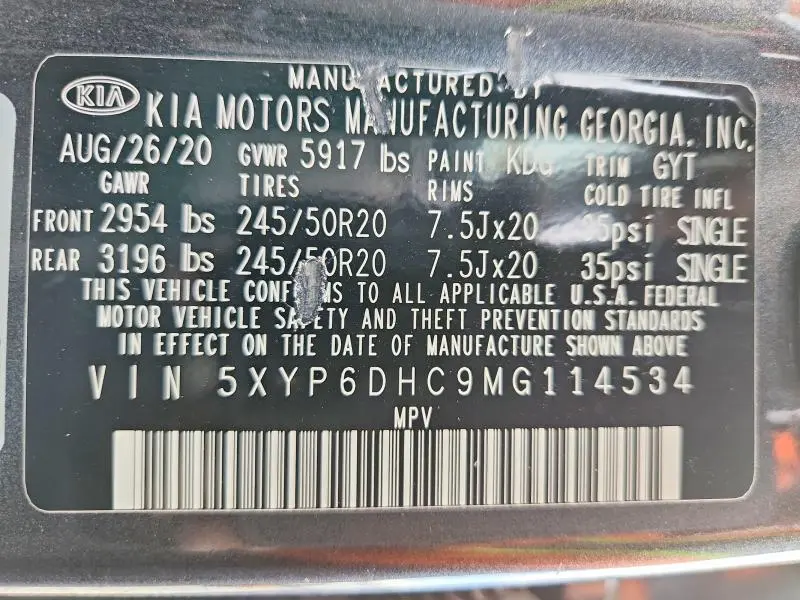 MANUFACTURED BY
KIA
KIA MOTORS MANUFACTURING GEORGIA, INC.
AUG/26/20 GVWR 5917 lbs PAINT KDG TRIM GYT
GAWR TIRES RIMS COLD TIRE INFL
FRONT 2954 lbs 245/50R20 7.5Jx20 35psi SINGLE
REAR 3196 lbs 245/50R20 7.5Jx20 35psi SINGLE
THIS VEHICLE CONFORMS TO ALL APPLICABLE U.S.A. FEDERAL
MOTOR VEHICLE SAFETY AND THEFT PREVENTION STANDARDS
IN EFFECT ON THE DATE OF MANUFACTURE SHOWN ABOVE
VIN 5XYP6DHC9MG114534
MPV